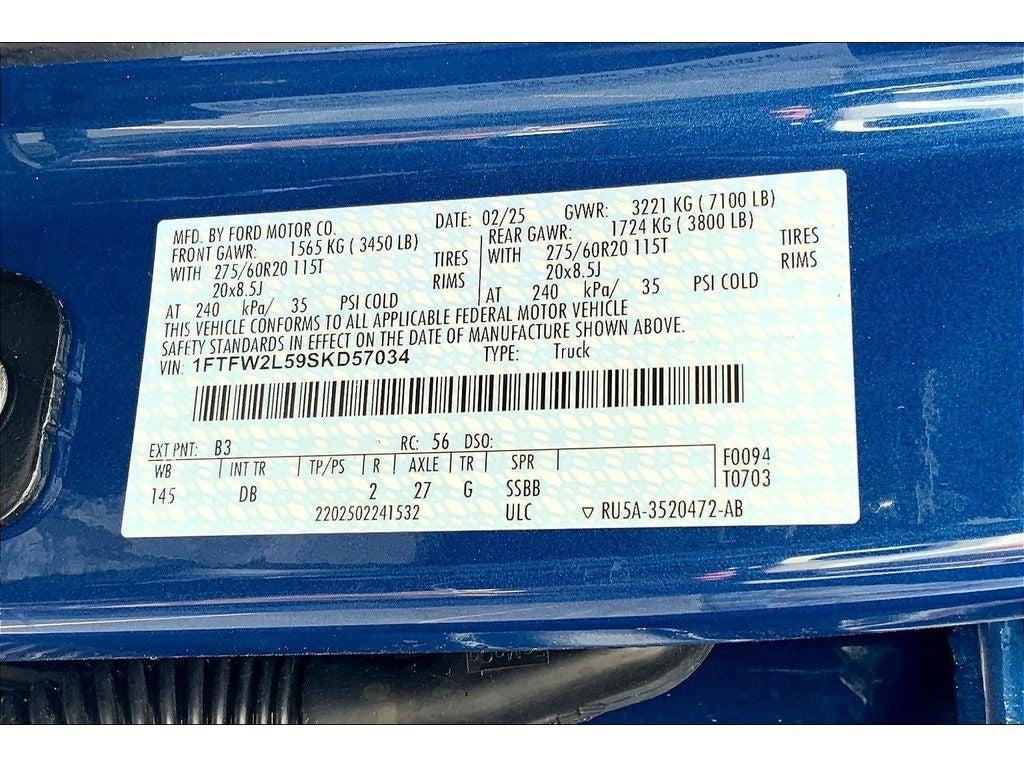 MFD. BY FORD MOTOR CO. DATE: 02/25 GVWR: 3221 KG ( 7100 LB)
FRONT GAWR: 1565 KG ( 3450 LB) REAR GAWR: 1724 KG ( 3800 LB)
WITH 275/60R20 115T TIRES 275/60R20 115T TIRES
20x8.5J RIMS WITH 20x8.5J RIMS
AT 240 kPa/ 35 PSI COLD AT 240 kPa/ 35 PSI COLD
THIS VEHICLE CONFORMS TO ALL APPLICABLE FEDERAL MOTOR VEHICLE
SAFETY STANDARDS IN EFFECT ON THE DATE OF MANUFACTURE SHOWN ABOVE.
VIN: 1FTFW2L59SKD57034 TYPE: Truck
EXT PNT: B3 RC: 56 DSO:
WB INT TR TP/PS R AXLE TR SPR F0094
145 DB 2 27 G SSBB T0703
2202502241532 ULC ▽ RU5A-3520472-AB